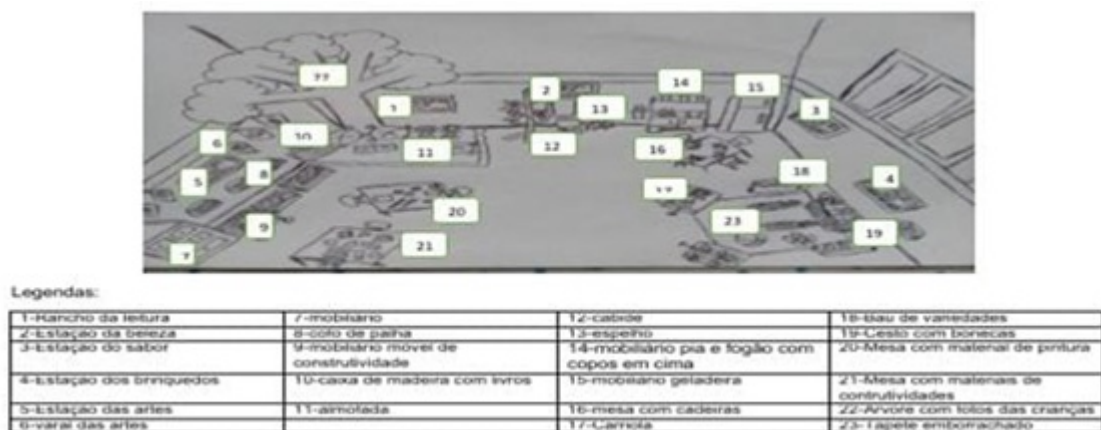 22
2
14
15
1
13
3
6
10
12
11
16
8
18
4
5
17
20
23
9
19
21
7
Legendas:
1-Rancho da leitura 7-mobiliário 12-cabide 18-Baú de variedades
2-Estação da beleza 8-cofo de palha 13-espelho 19-Cesto com bonecas
3-Estação do sabor 9-mobiliário móvel de 14-mobiliário pia e fogão com 20-Mesa com material de pintura
construtividade copos em cima
4-Estação dos brinquedos 10-caixa de madeira com livros 15-mobiliário geladeira 21-Mesa com materiais de
contrutividades
5-Estação das artes 11-almofada 16-mesa com cadeiras 22-Árvore com fotos das crianças
6-varal das artes 17-Carriola 23-Tapete emborrachado